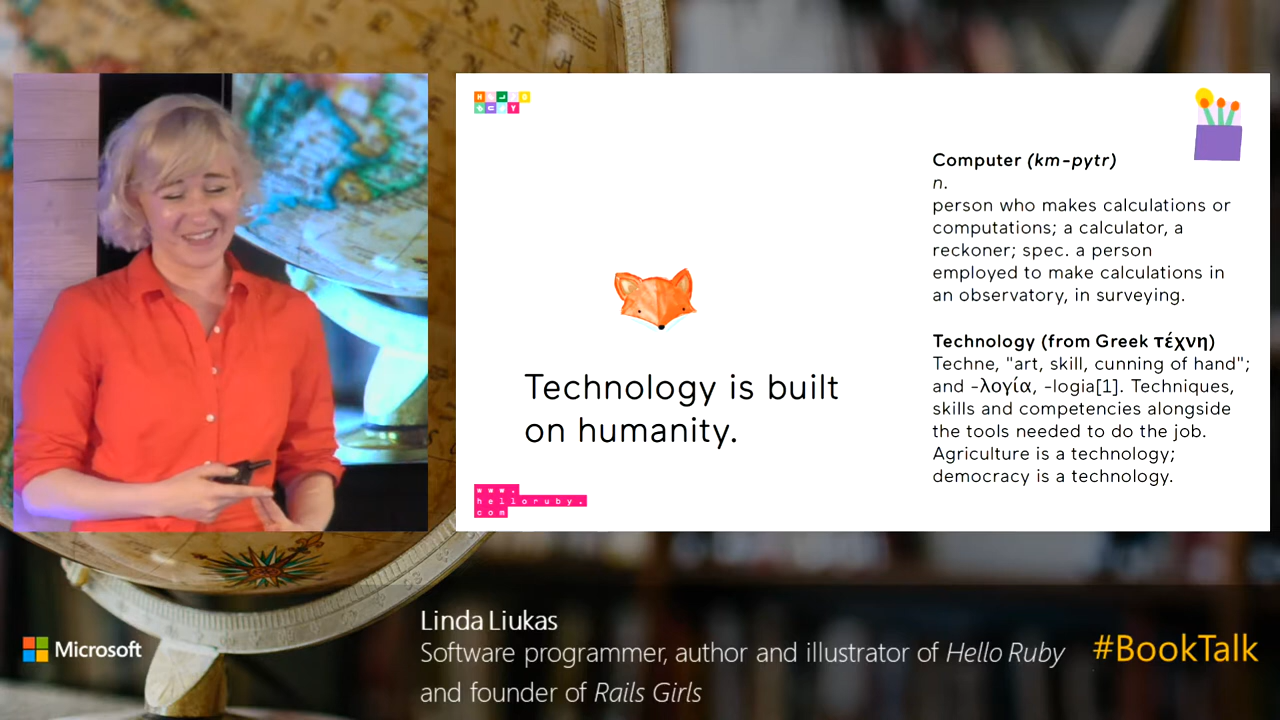 HELLO
RUBY
Computer (km-pytr)
n.
person who makes calculations or
computations; a calculator, a
reckoner; spec. a person
employed to make calculations in
an observatory, in surveying.
Technology (from Greek τέχνη)
Techne, "art, skill, cunning of hand";
and -λογία, -logia[1]. Techniques,
skills and competencies alongside
the tools needed to do the job.
Agriculture is a technology;
democracy is a technology.
Technology is built
on humanity.
www.
helloruby.
com
Microsoft
Linda Liukas
Software programmer, author and illustrator of Hello Ruby
and founder of Rails Girls
#BookTalk